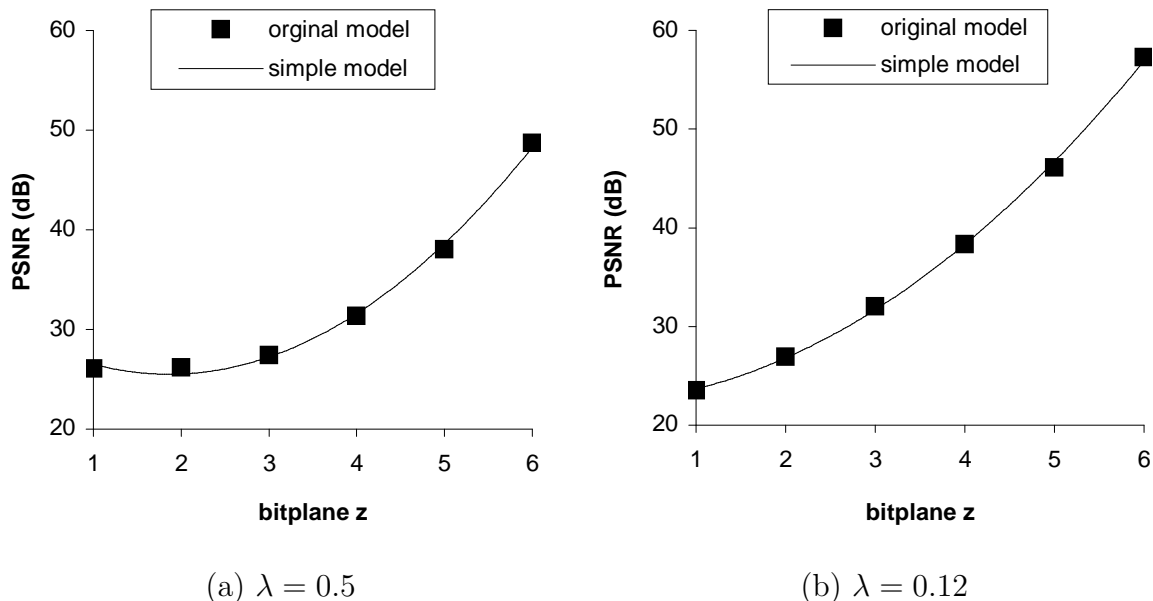 60
50
40
30
20
PSNR (dB)
orginal model
simple model
1 2 3 4 5 6
bitplane z
(a) λ = 0.5
60
50
40
30
20
PSNR (dB)
original model
simple model
1 2 3 4 5 6
bitplane z
(b) λ = 0.12